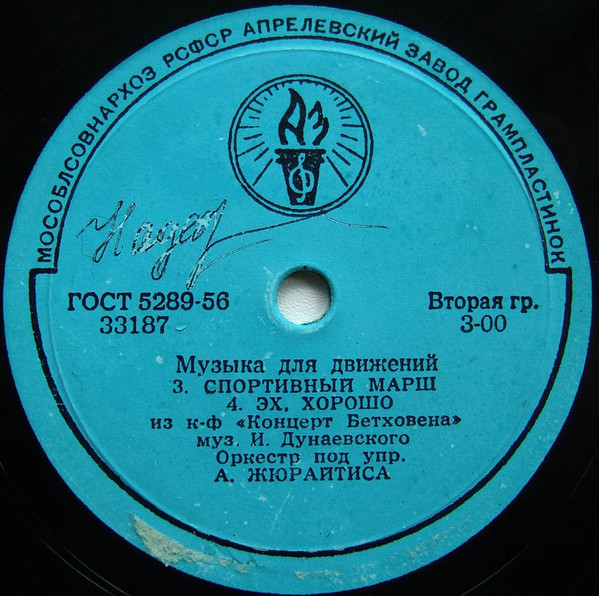 МОСОБЛСОВНАРХОЗ РСФСР АПРЕЛЕВСКИЙ ЗАВОД ГРАМПЛАСТИНОК
АЗ
ГОСТ 5289-56
33187
Вторая гр.
3-00
Музыка для движений
3. СПОРТИВНЫЙ МАРШ
4. ЭХ, ХОРОШО
из к-ф «Концерт Бетховена»
муз. И. Дунаевского
Оркестр под упр.
А. ЖЮРАЙТИСА